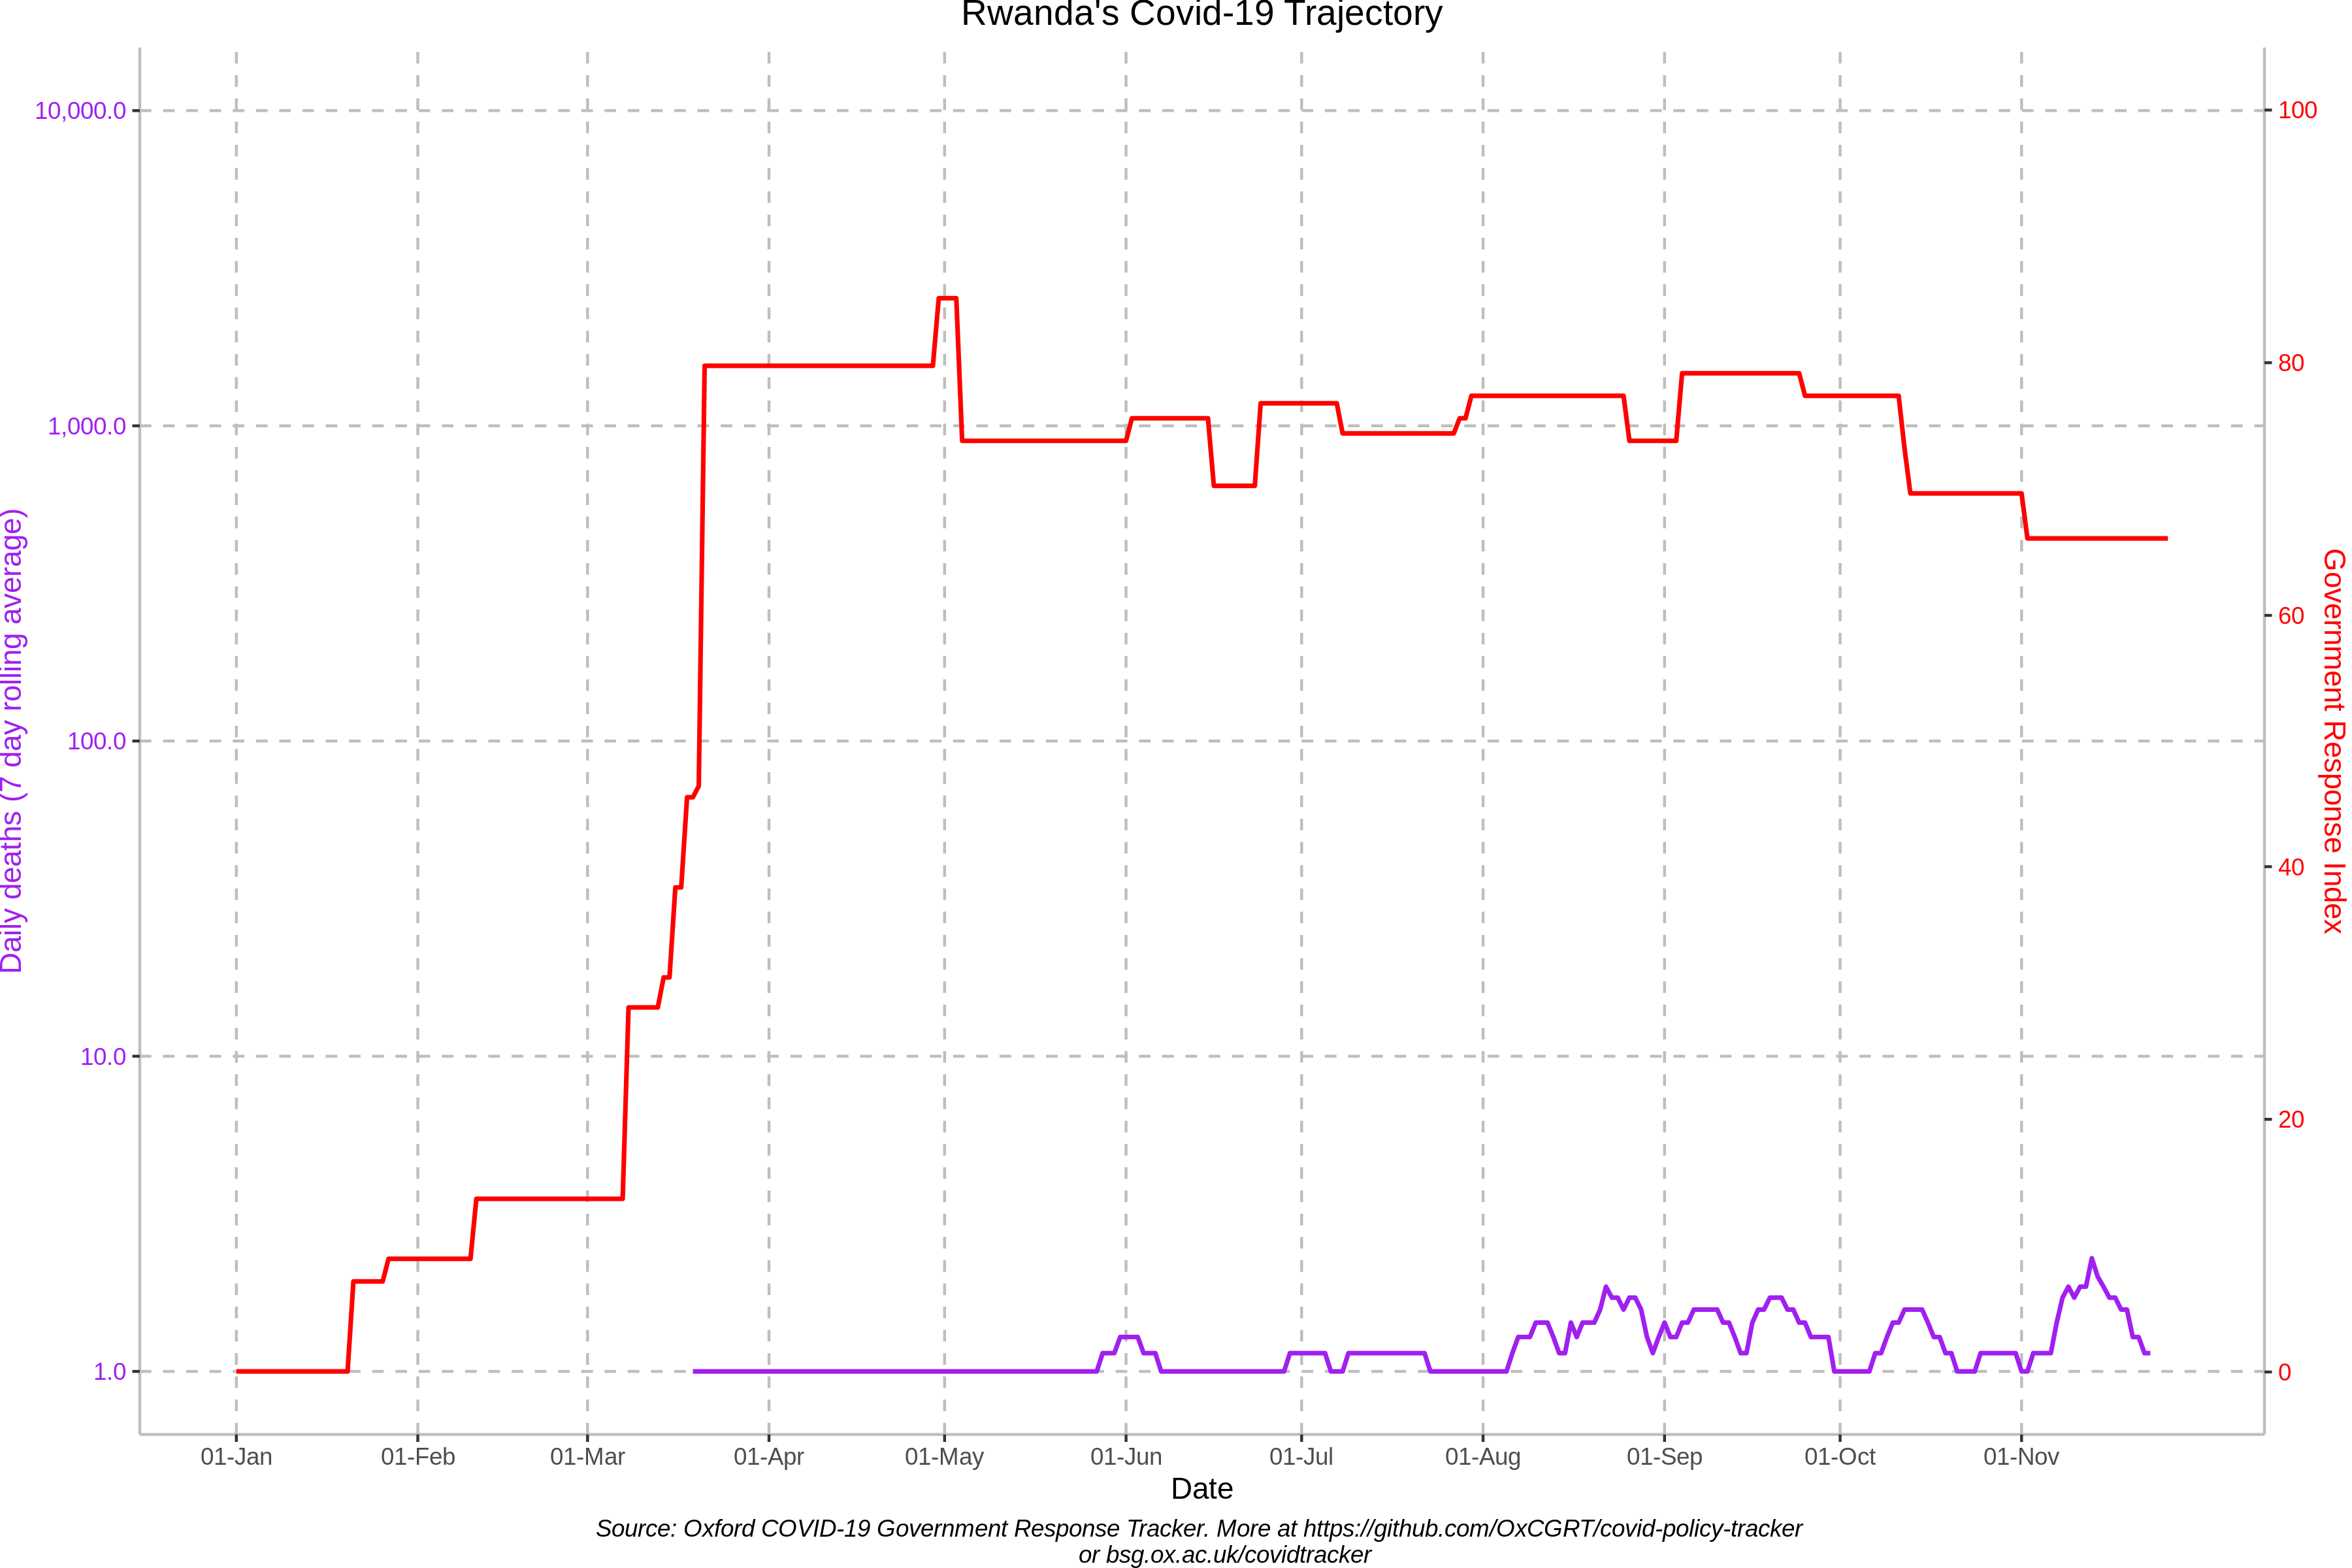 Rwanda's Covid-19 Trajectory
10,000.0
1,000.0
100.0
10.0
1.0
Daily deaths (7 day rolling average)
100
80
60
40
20
0
Government Response Index
01-Jan
01-Feb
01-Mar
01-Apr
01-May
01-Jun
01-Jul
01-Aug
01-Sep
01-Oct
01-Nov
Date
Source: Oxford COVID-19 Government Response Tracker. More at https://github.com/OxCGRT/covid-policy-tracker
or bsg.ox.ac.uk/covidtracker